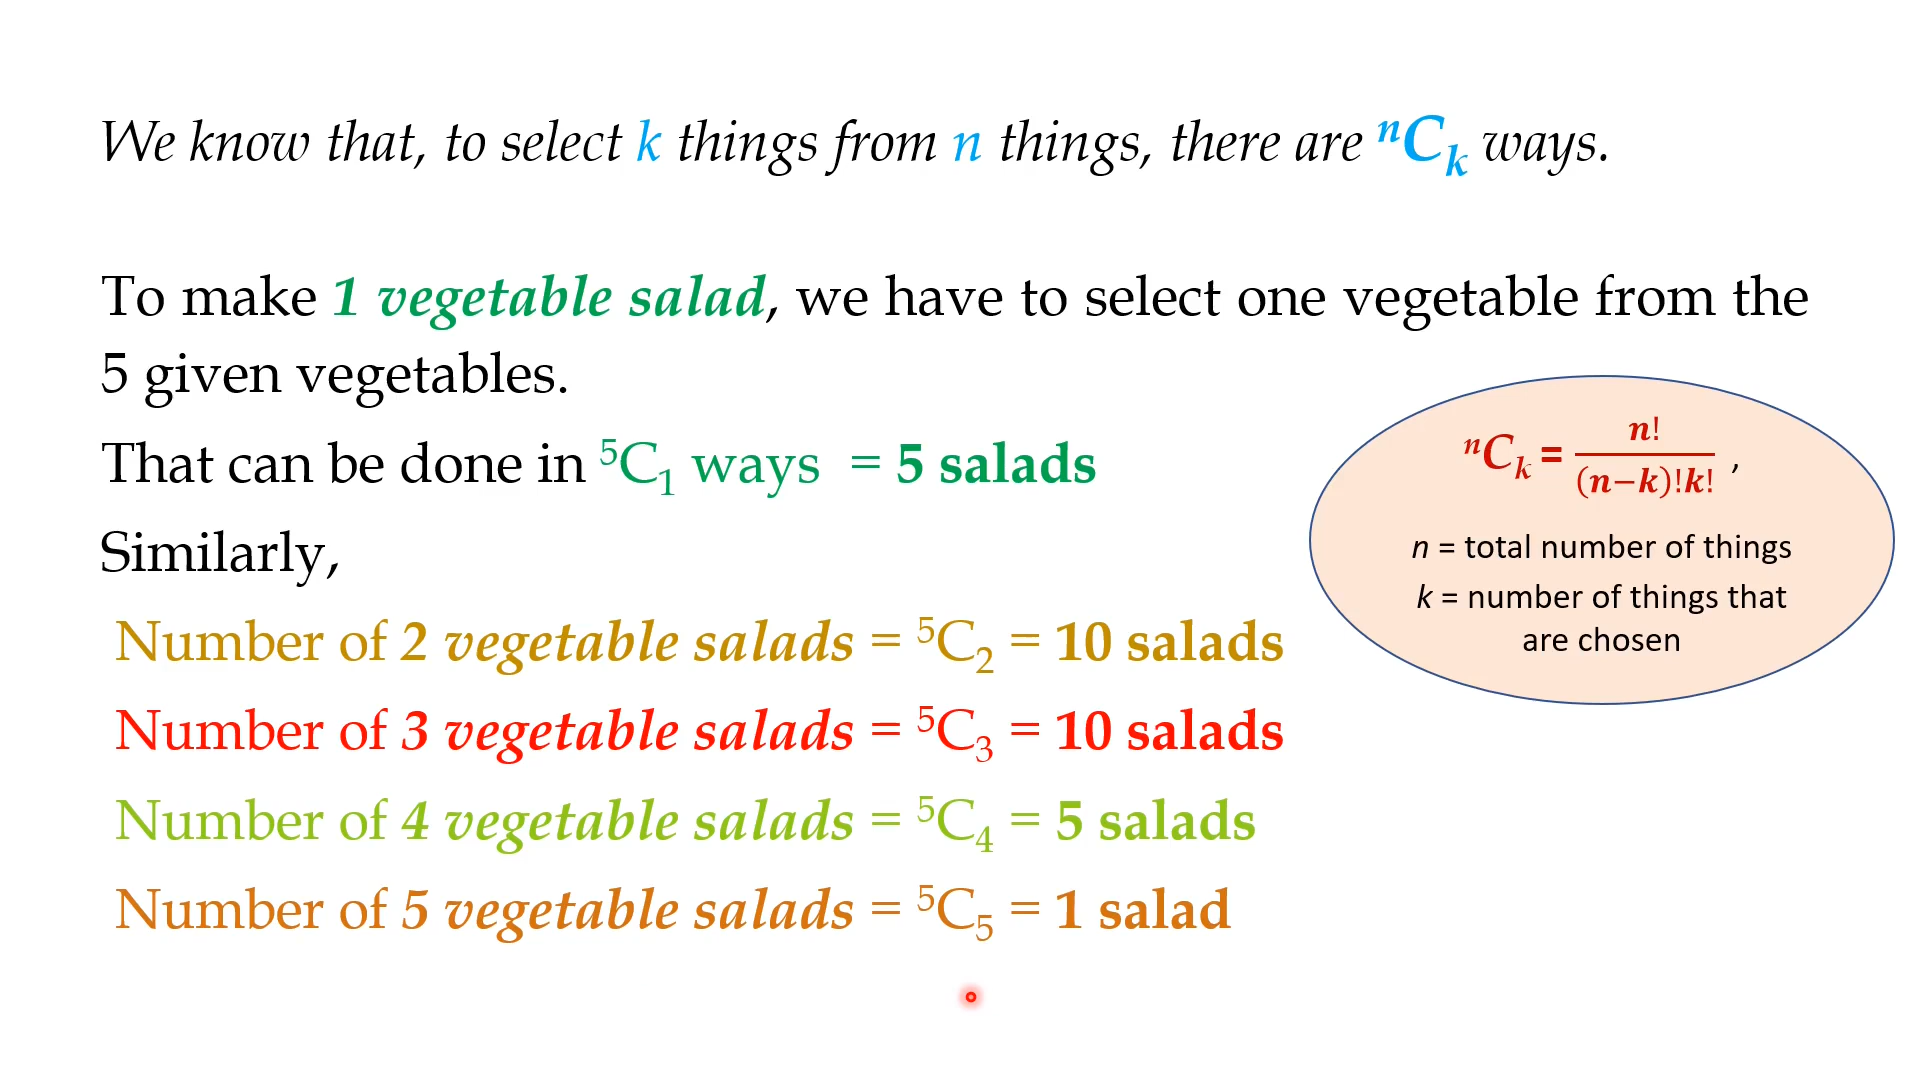 We know that, to select k things from n things, there are ⁿCₖ ways.
To make 1 vegetable salad, we have to select one vegetable from the
5 given vegetables.
That can be done in ⁵C₁ ways = 5 salads
Similarly,
Number of 2 vegetable salads = ⁵C₂ = 10 salads
Number of 3 vegetable salads = ⁵C₃ = 10 salads
Number of 4 vegetable salads = ⁵C₄ = 5 salads
Number of 5 vegetable salads = ⁵C₅ = 1 salad
ⁿCₖ = n!/(n−k)!k! ,
n = total number of things
k = number of things that
are chosen